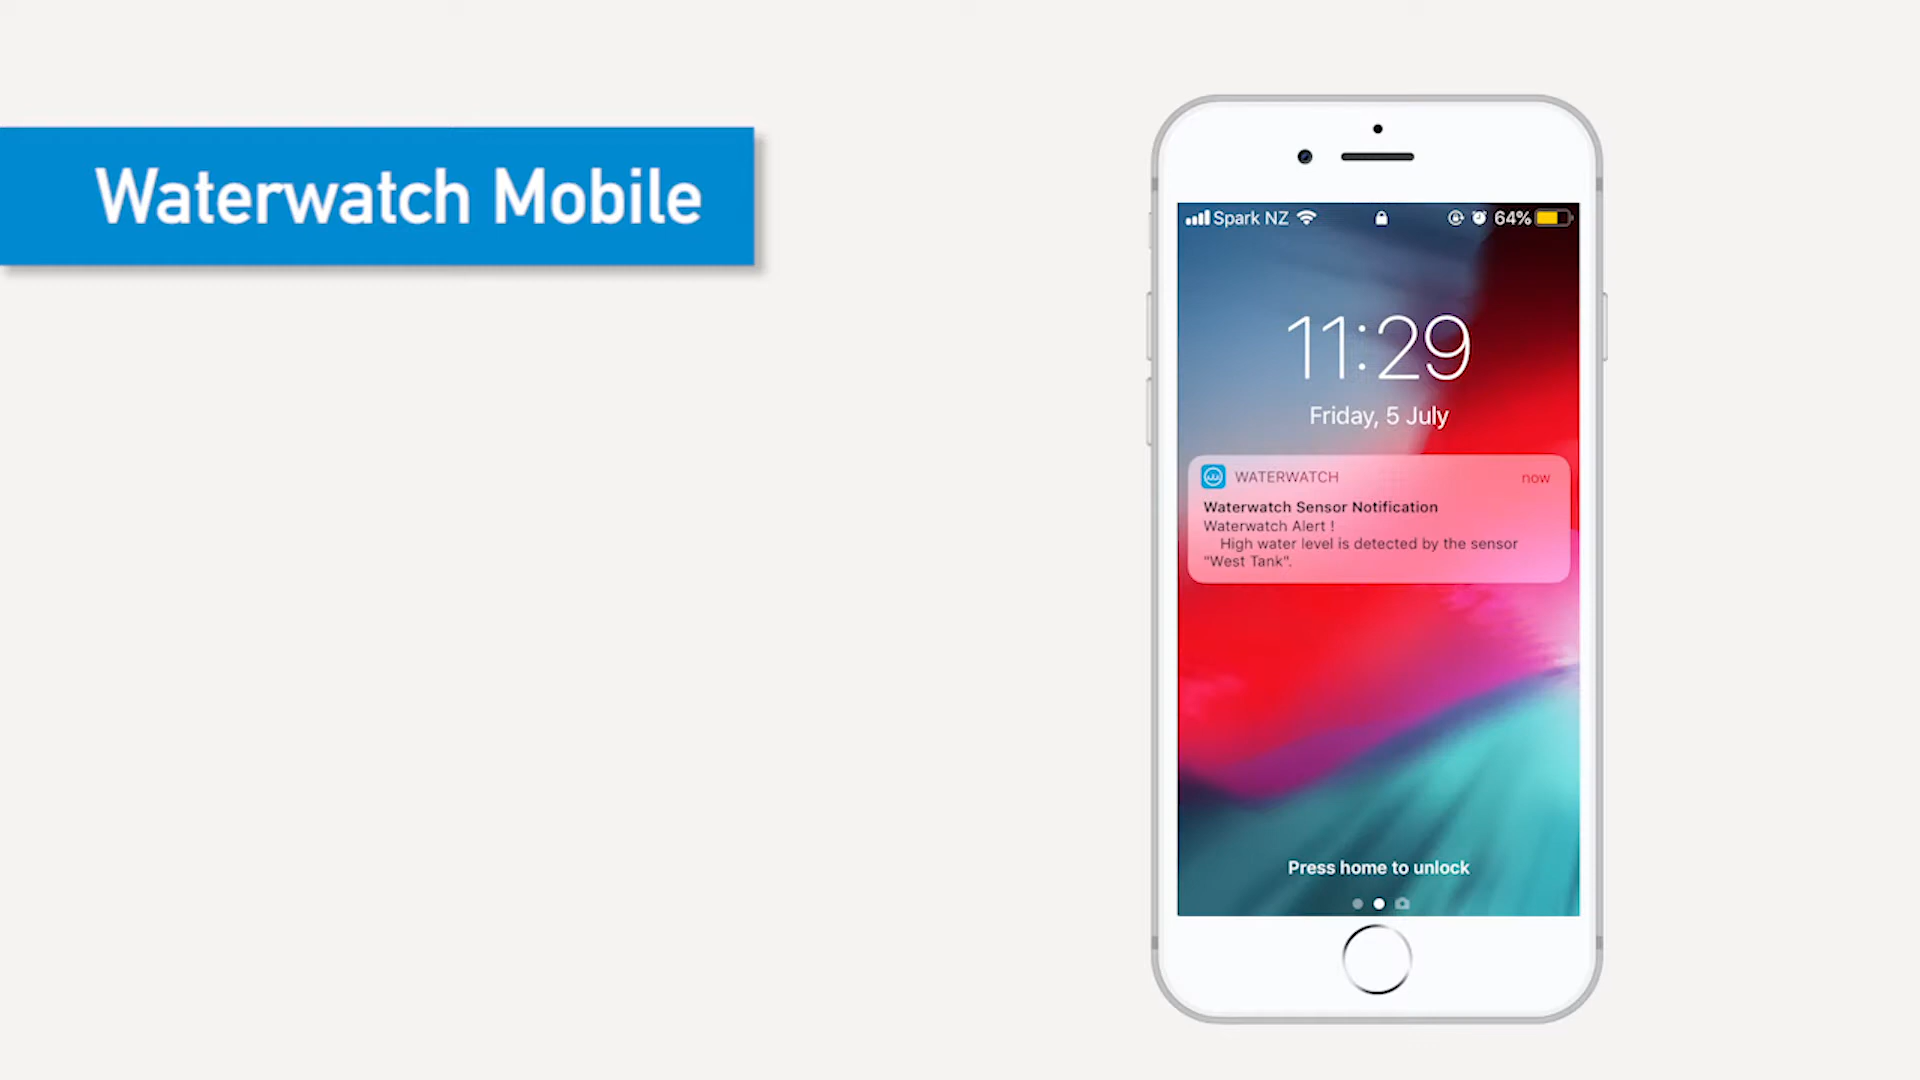 Waterwatch Mobile
Spark NZ
64%
11:29
Friday, 5 July
WATERWATCH
now
Waterwatch Sensor Notification
Waterwatch Alert !
High water level is detected by the sensor
"West Tank".
Press home to unlock